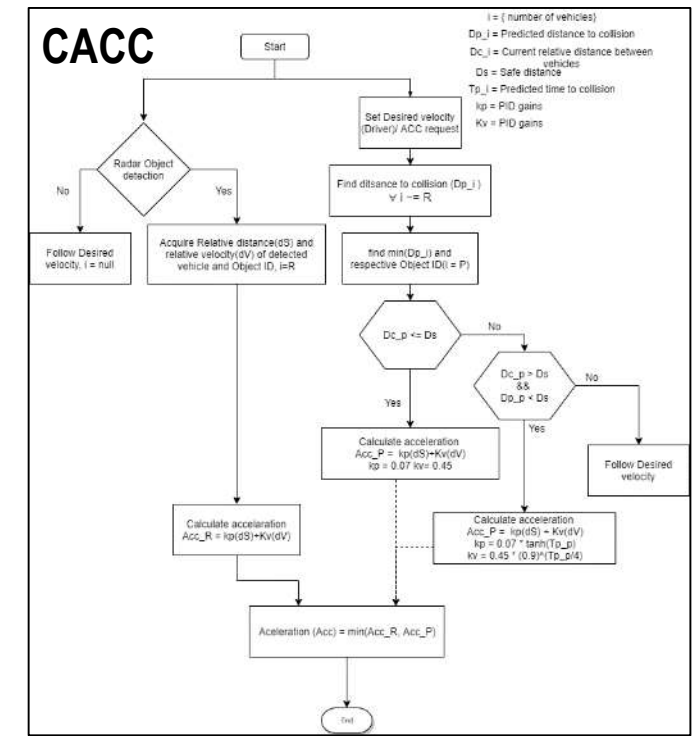 CACC
Start
i = { number of vehicles}
Dp_i = Predicted distance to collision
Dc_i = Current relative distance between
vehicles
Ds = Safe distance
Tp_i = Predicted time to collision
kp = PID gains
Kv = PID gains
Set Desired velocity
(Driver)/ ACC request
Radar Object
detection
No
Yes
Find ditsance to collision (Dp_i )
∀ i ~= R
Follow Desired
velocity, i = null
Acquire Relative distance(dS) and
relative velocity(dV) of detected
vehicle and Object ID, i=R
find min(Dp_i) and
respective Object ID(i = P)
Dc_p <= Ds
No
Dc_p > Ds
&&
Dp_p < Ds
No
Yes
Yes
Calculate acceleration
Acc_P = kp(dS)+Kv(dV)
kp = 0.07 kv= 0.45
Follow Desired
velocity
Calculate accelaration
Acc_R = kp(dS)+Kv(dV)
Calculate acceleration
Acc_P = kp(dS) + Kv(dV)
kp = 0.07 * tanh(Tp_p)
kv = 0.45 * (0.9)^(Tp_p/4)
Aceleration (Acc) = min(Acc_R, Acc_P)
End